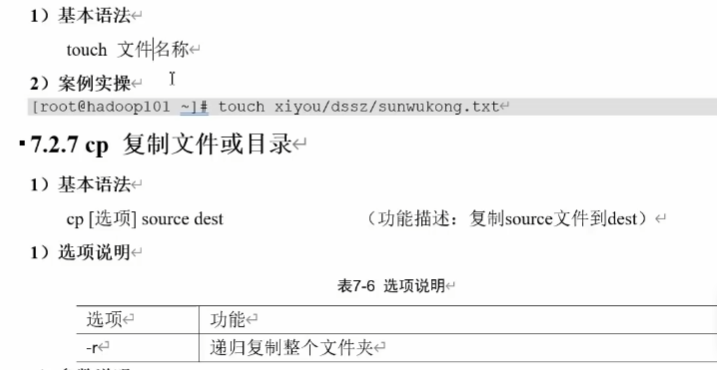 1）基本语法
touch 文件名称
2）案例实操
[root@hadoop101 ~]# touch xiyou/dssz/sunwukong.txt
7.2.7 cp 复制文件或目录
1）基本语法
cp [选项] source dest （功能描述：复制source文件到dest）
1）选项说明
表7-6 选项说明
选项 功能
-r 递归复制整个文件夹